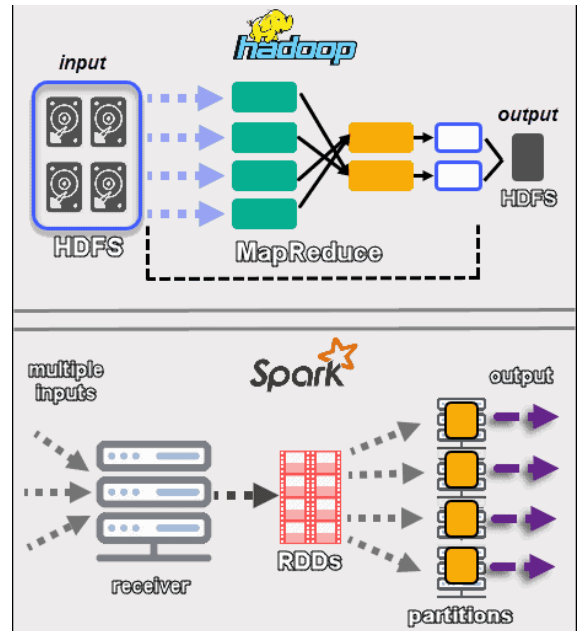 hadoop
input
output
HDFS
HDFS
MapReduce
Spark
multiple
inputs
output
receiver
RDDs
partitions